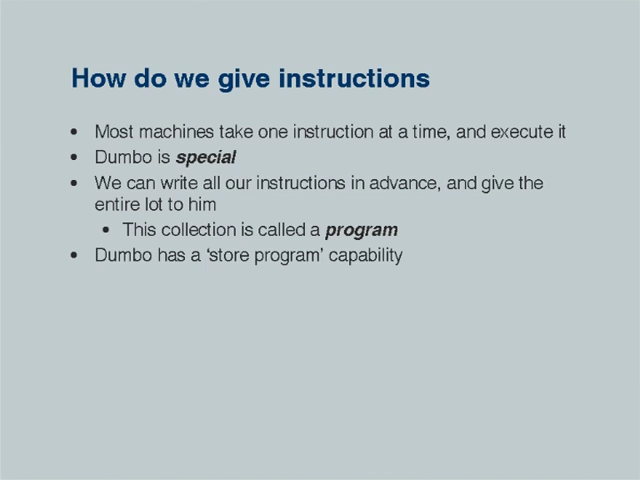 How do we give instructions
• Most machines take one instruction at a time, and execute it
• Dumbo is special
• We can write all our instructions in advance, and give the
entire lot to him
• This collection is called a program
• Dumbo has a ‘store program’ capability